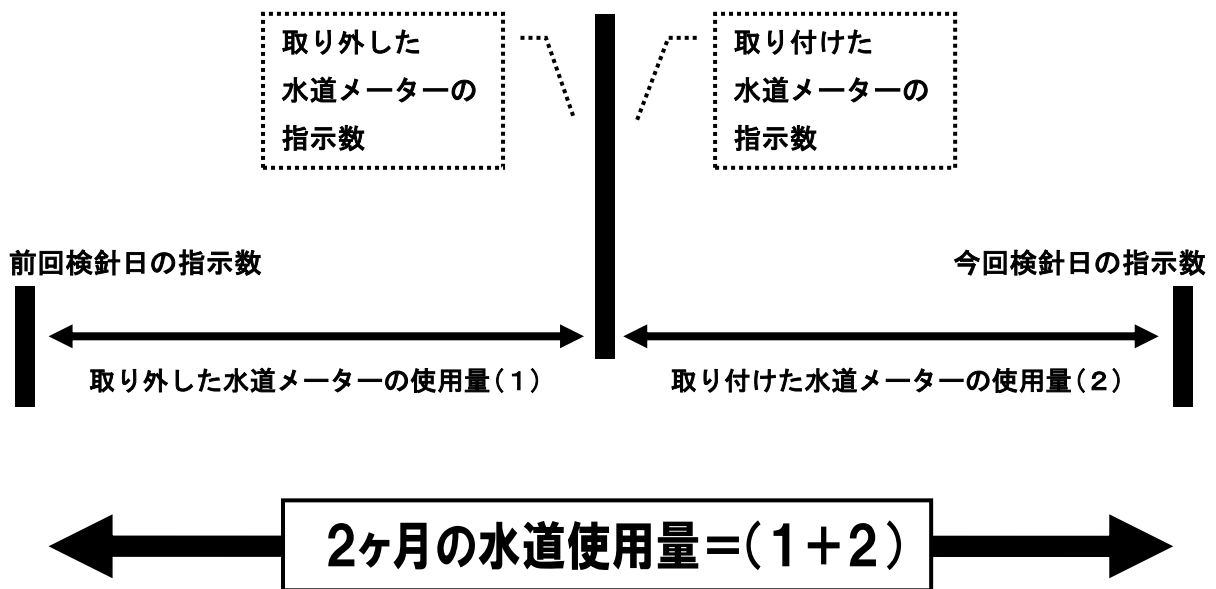 取り外した
水道メーターの
指示数
取り付けた
水道メーターの
指示数
前回検針日の指示数
今回検針日の指示数
取り外した水道メーターの使用量(1)
取り付けた水道メーターの使用量(2)
2ヶ月の水道使用量=(1+2)